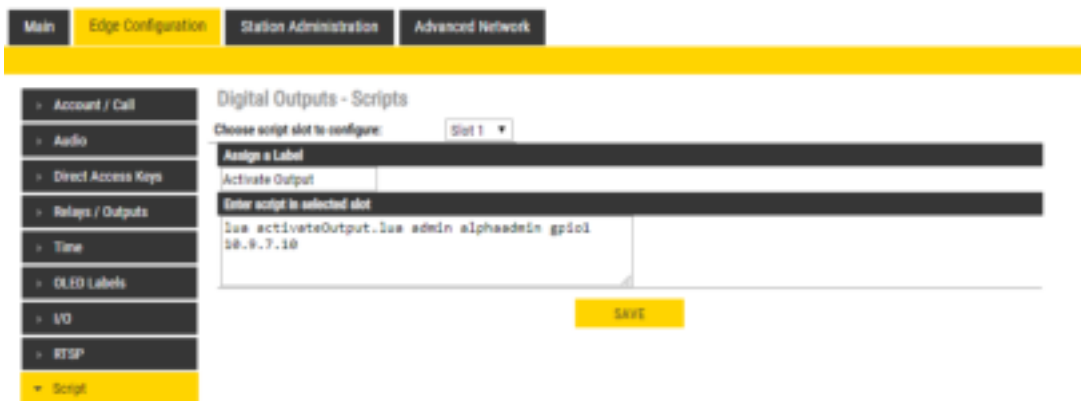 Main
Edge Configuration
Station Administration
Advanced Network
Account / Call
Audio
Direct Access Keys
Relays / Outputs
Time
OLED Labels
I/O
RTSP
Script
Digital Outputs - Scripts
Choose script slot to configure:
Slot 1
Assign a Label
Activate Output
Enter script in selected slot
lua activateOutput.lua admin alphaadmin gpio1
10.9.7.10
SAVE